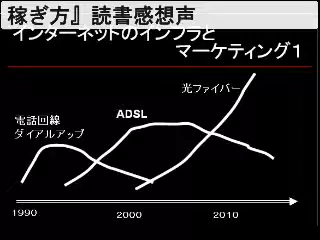 稼ぎ方』読書感想声
インターネットのインフラと
マーケティング1
光ファイバー
ADSL
電話回線
ダイアルアップ
1990
2000
2010